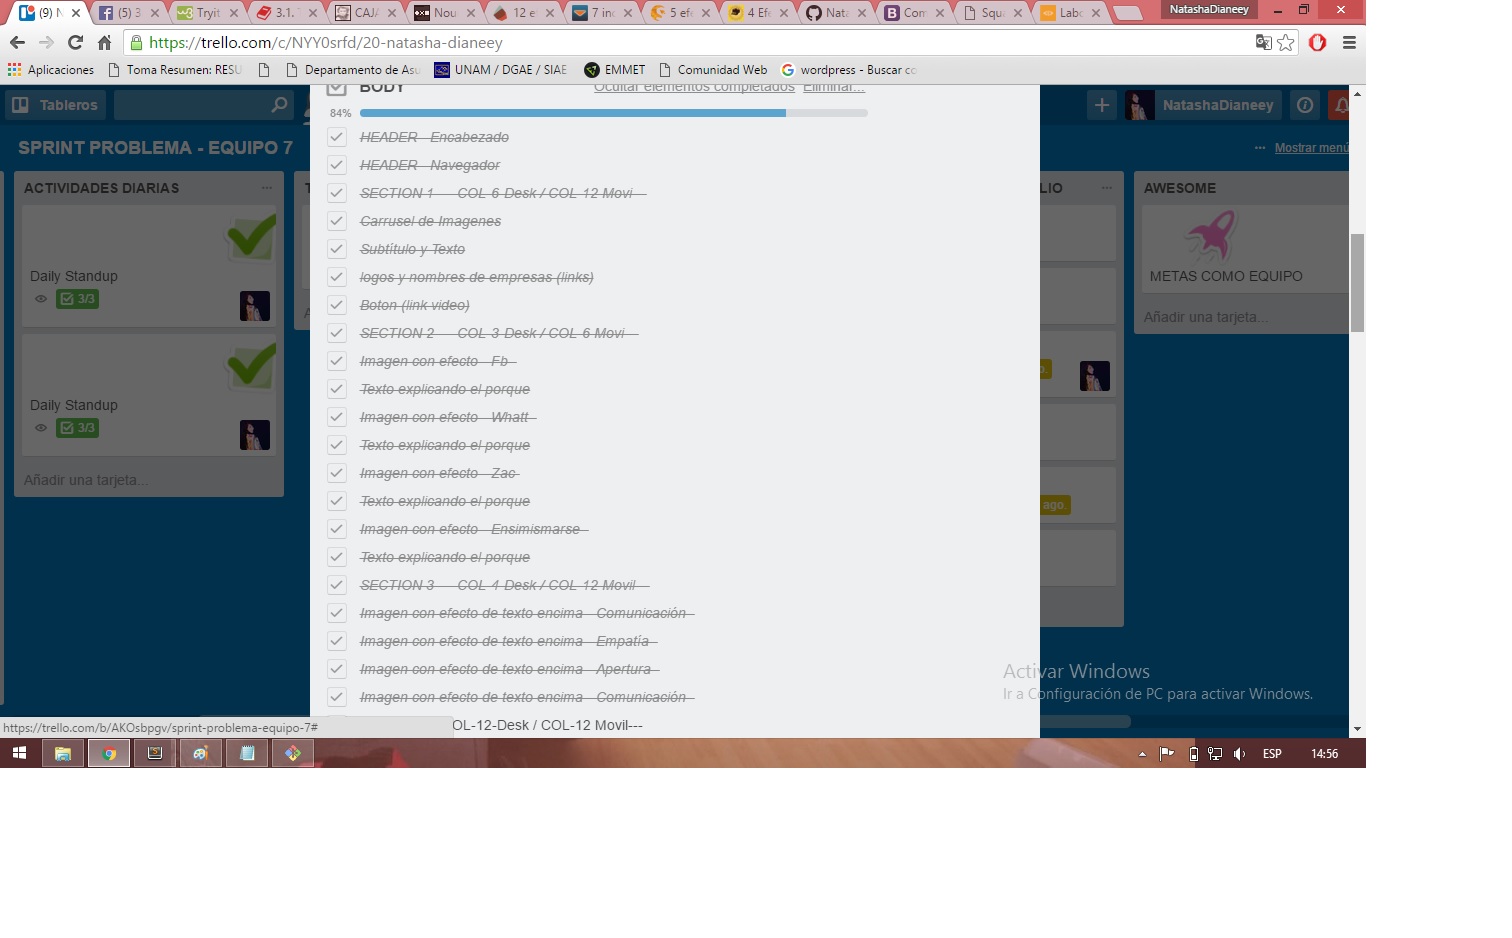 (9) N
(5) 3
Tryit
3.1.
CAJA
Nou
12 e
7 inc
5 efe
4 Efe
Nata
Com
Squa
Labo
NatashaDianeey
https://trello.com/c/NYY0srfd/20-natasha-dianeey
Aplicaciones
Toma Resumen: RESU
Departamento de Asu
UNAM / DGAE / SIAE
EMMET
Comunidad Web
wordpress - Buscar co
Tableros
NatashaDianeey
SPRINT PROBLEMA - EQUIPO 7
Mostrar menú
ACTIVIDADES DIARIAS
Daily Standup
3/3
Daily Standup
3/3
Añadir una tarjeta...
BODY
Ocultar elementos completados Eliminar...
84%
HEADER - Encabezado
HEADER - Navegador
SECTION 1 --- COL-6-Desk / COL-12 Movi---
Carrusel de Imagenes
Subtítulo y Texto
logos y nombres de empresas (links)
Boton (link video)
SECTION 2 --- COL-3-Desk / COL-6 Movi---
Imagen con efecto - Fb
Texto explicando el porque
Imagen con efecto - Whatt
Texto explicando el porque
Imagen con efecto - Zac
Texto explicando el porque
Imagen con efecto - Ensimismarse
Texto explicando el porque
SECTION 3 --- COL-4-Desk / COL-12 Movil---
Imagen con efecto de texto encima - Comunicación
Imagen con efecto de texto encima - Empatía
Imagen con efecto de texto encima - Apertura
Imagen con efecto de texto encima - Comunicación
OL-12-Desk / COL-12 Movil---
LIO
ago.
AWESOME
METAS COMO EQUIPO
Añadir una tarjeta...
Activar Windows
Ir a Configuración de PC para activar Windows.
https://trello.com/b/AKOsbpgv/sprint-problema-equipo-7#
ESP
14:56